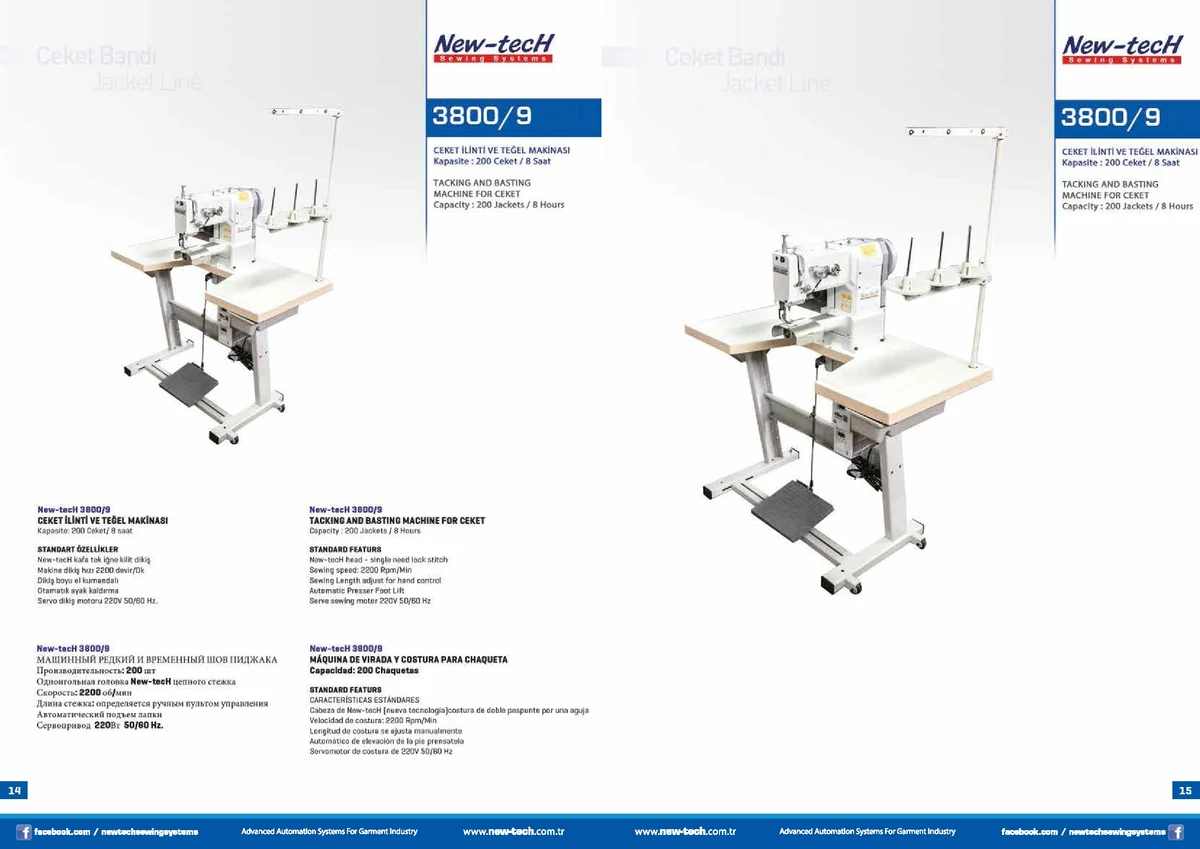 Ceket Bandı
Jacket Line
New-tecH
Sewing Systems
3800/9
CEKET İLİNTİ VE TEĞEL MAKİNASI
Kapasite : 200 Ceket / 8 Saat
TACKING AND BASTING
MACHINE FOR CEKET
Capacity : 200 Jackets / 8 Hours
New-tecH 3800/9
CEKET İLİNTİ VE TEĞEL MAKİNASI
Kapasite: 200 Ceket/ 8 saat
STANDART ÖZELLİKLER
New-tecH kafa tek iğne kilit dikiş
Makine dikiş hızı 2200 devir/Dk
Dikiş boyu el kumandalı
Otamatik ayak kaldırma
Servo dikiş motoru 220V 50/60 Hz.
New-tecH 3800/9
TACKING AND BASTING MACHINE FOR CEKET
Capacity : 200 Jackets / 8 Hours
STANDARD FEATURS
New-tecH head - single need lock stitch
Sewing speed: 2200 Rpm/Min
Sewing Length adjust for hand control
Automatic Presser Foot Lift
Servo sewing motor 220V 50/60 Hz
New-tecH 3800/9
МАШИННЫЙ РЕДКИЙ И ВРЕМЕННЫЙ ШОВ ПИДЖАКА
Производительность: 200 шт
Одноигольная головка New-tecH цепного стежка
Скорость: 2200 об/мин
Длина стежка: определяется ручным пультом управления
Автоматический подъем лапки
Сервопривод 220Вт 50/60 Hz.
New-tecH 3800/9
MÁQUINA DE VIRADA Y COSTURA PARA CHAQUETA
Capacidad: 200 Chaquetas
STANDARD FEATURS
CARACTERÍSTICAS ESTÁNDARES
Cabeza de New-tecH (nueva tecnología)costura de doble pespunte por una aguja
Velocidad de costura: 2200 Rpm/Min
Longitud de costura se ajusta manualmente
Automático de elevación de la pie prensatela
Servomotor de costura de 220V 50/60 Hz
14
facebook.com / newtechsewingsystems
Advanced Automation Systems For Garment Industry
www.new-tech.com.tr
Ceket Bandı
Jacket Line
New-tecH
Sewing Systems
3800/9
CEKET İLİNTİ VE TEĞEL MAKİNASI
Kapasite : 200 Ceket / 8 Saat
TACKING AND BASTING
MACHINE FOR CEKET
Capacity : 200 Jackets / 8 Hours
New-tecH
15
www.new-tech.com.tr
Advanced Automation Systems For Garment Industry
facebook.com / newtechsewingsystems